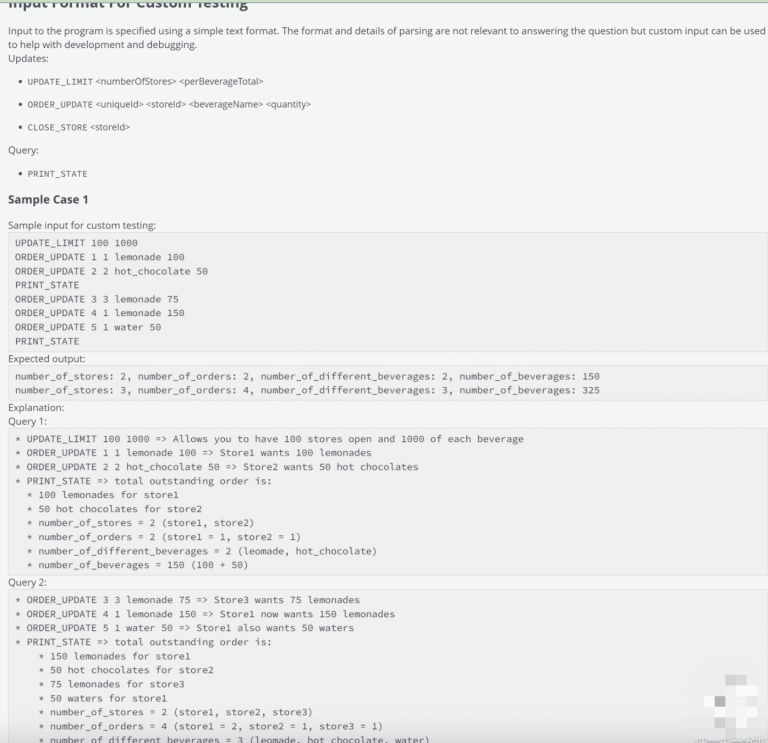 Input Format For Custom Testing
Input to the program is specified using a simple text format. The format and details of parsing are not relevant to answering the question but custom input can be used
to help with development and debugging.
Updates:
• UPDATE_LIMIT <numberOfStores> <perBeverageTotal>
• ORDER_UPDATE <uniqueId> <storeId> <beverageName> <quantity>
• CLOSE_STORE <storeId>
Query:
• PRINT_STATE
Sample Case 1
Sample input for custom testing:
UPDATE_LIMIT 100 1000
ORDER_UPDATE 1 1 lemonade 100
ORDER_UPDATE 2 2 hot_chocolate 50
PRINT_STATE
ORDER_UPDATE 3 3 lemonade 75
ORDER_UPDATE 4 1 lemonade 150
ORDER_UPDATE 5 1 water 50
PRINT_STATE
Expected output:
number_of_stores: 2, number_of_orders: 2, number_of_different_beverages: 2, number_of_beverages: 150
number_of_stores: 3, number_of_orders: 4, number_of_different_beverages: 3, number_of_beverages: 325
Explanation:
Query 1:
* UPDATE_LIMIT 100 1000 => Allows you to have 100 stores open and 1000 of each beverage
* ORDER_UPDATE 1 1 lemonade 100 => Store1 wants 100 lemonades
* ORDER_UPDATE 2 2 hot_chocolate 50 => Store2 wants 50 hot chocolates
* PRINT_STATE => total outstanding order is:
* 100 lemonades for store1
* 50 hot chocolates for store2
* number_of_stores = 2 (store1, store2)
* number_of_orders = 2 (store1 = 1, store2 = 1)
* number_of_different_beverages = 2 (leomade, hot_chocolate)
* number_of_beverages = 150 (100 + 50)
Query 2:
* ORDER_UPDATE 3 3 lemonade 75 => Store3 wants 75 lemonades
* ORDER_UPDATE 4 1 lemonade 150 => Store1 now wants 150 lemonades
* ORDER_UPDATE 5 1 water 50 => Store1 also wants 50 waters
* PRINT_STATE => total outstanding order is:
* 150 lemonades for store1
* 50 hot chocolates for store2
* 75 lemonades for store3
* 50 waters for store1
* number_of_stores = 2 (store1, store2, store3)
* number_of_orders = 4 (store1 = 2, store2 = 1, store3 = 1)
* number_of_different_beverages = 3 (leomade, hot_chocolate, water)